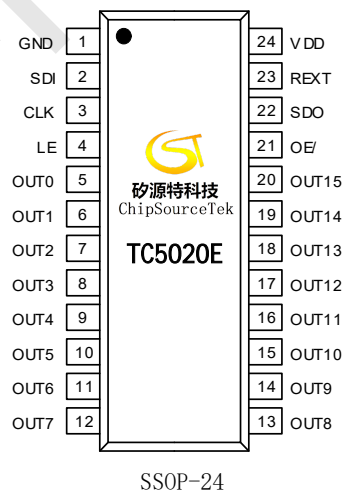 GND 1 24 VDD
SDI 2 23 REXT
CLK 3 22 SDO
LE 4 21 OE/
OUT0 5 20 OUT15
OUT1 6 19 OUT14
OUT2 7 18 OUT13
OUT3 8 17 OUT12
OUT4 9 16 OUT11
OUT5 10 15 OUT10
OUT6 11 14 OUT9
OUT7 12 13 OUT8
CST
矽源特科技
ChipSourceTek
TC5020E
SSOP-24